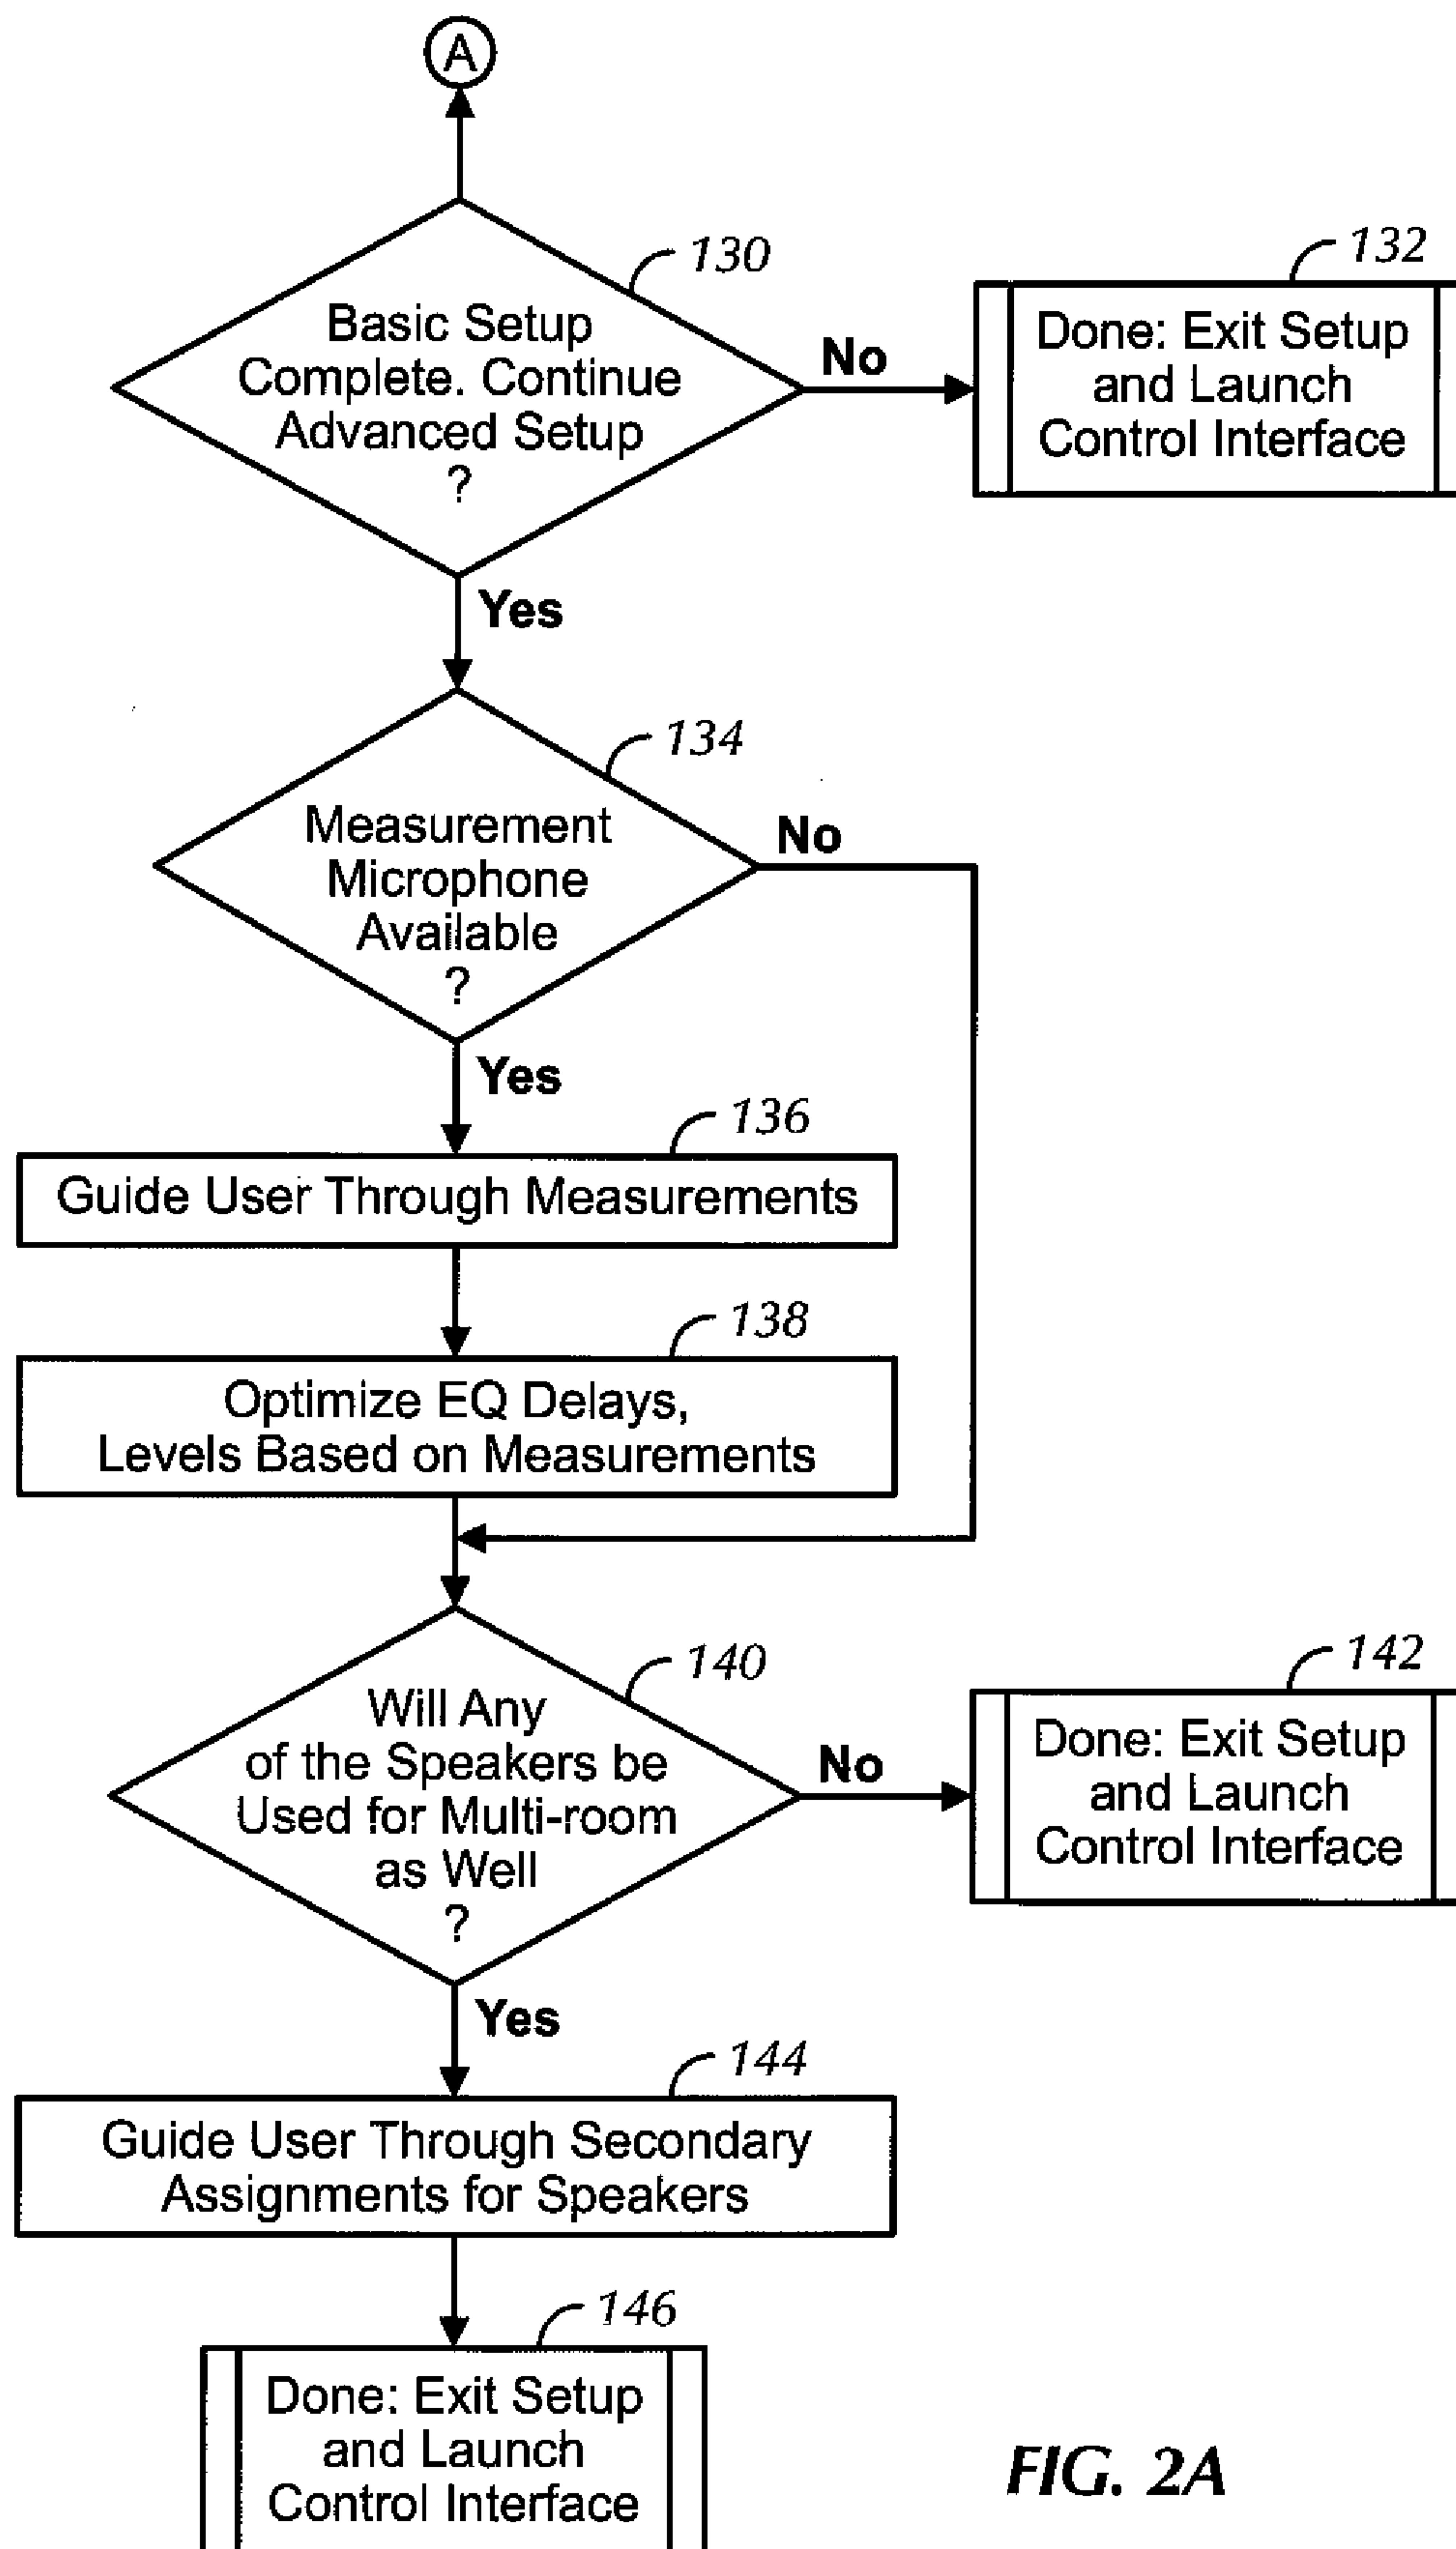 A
130
Basic Setup
Complete. Continue
Advanced Setup
?
No
132
Done: Exit Setup
and Launch
Control Interface
Yes
134
Measurement
Microphone
Available
?
No
Yes
136
Guide User Through Measurements
138
Optimize EQ Delays,
Levels Based on Measurements
140
Will Any
of the Speakers be
Used for Multi-room
as Well
?
No
142
Done: Exit Setup
and Launch
Control Interface
Yes
144
Guide User Through Secondary
Assignments for Speakers
146
Done: Exit Setup
and Launch
Control Interface
FIG. 2A